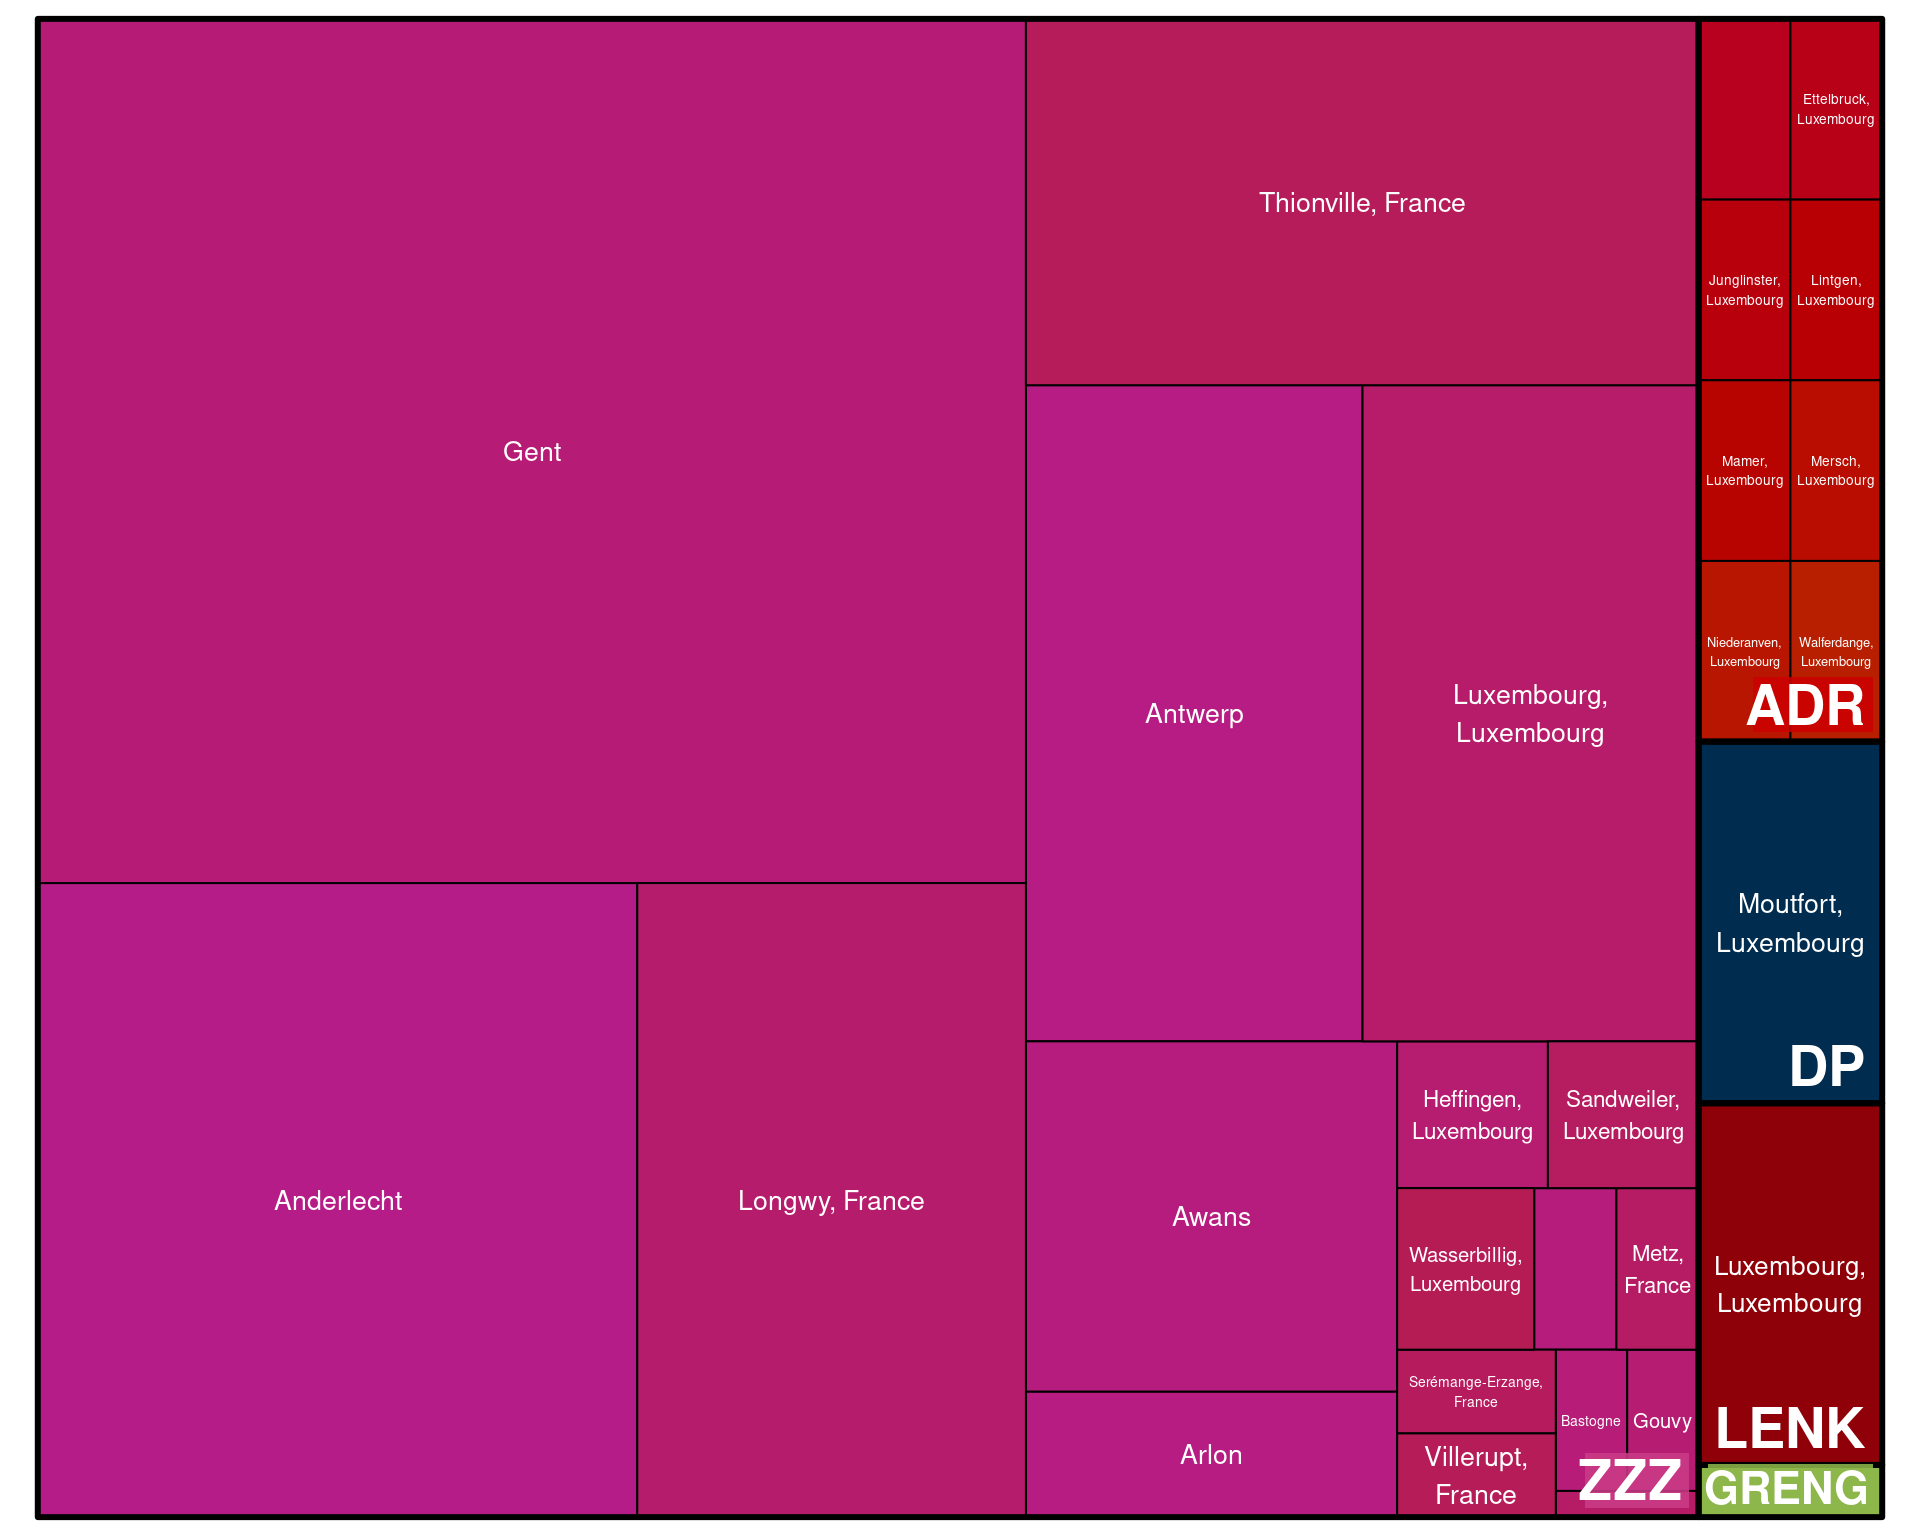 Gent
Thionville, France
Ettelbruck,
Luxembourg
Junglinster,
Luxembourg
Lintgen,
Luxembourg
Mamer,
Luxembourg
Mersch,
Luxembourg
Niederanven,
Luxembourg
Walferdange,
Luxembourg
ADR
Antwerp
Luxembourg,
Luxembourg
Moutfort,
Luxembourg
DP
Anderlecht
Longwy, France
Awans
Arlon
Heffingen,
Luxembourg
Sandweiler,
Luxembourg
Wasserbillig,
Luxembourg
Metz,
France
Serémange-Erzange,
France
Bastogne
Gouvy
Villerupt,
France
ZZZ
Luxembourg,
Luxembourg
LENK
GRENG